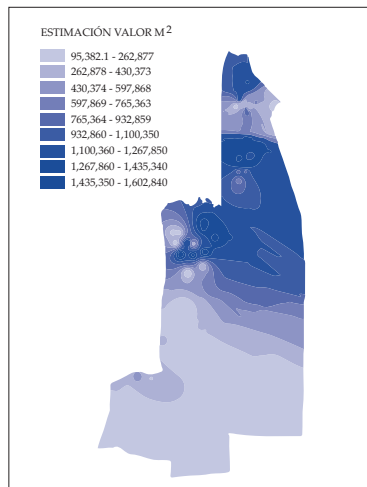 ESTIMACIÓN VALOR M²
95,382.1 - 262,877
262,878 - 430,373
430,374 - 597,868
597,869 - 765,363
765,364 - 932,859
932,860 - 1,100,350
1,100,360 - 1,267,850
1,267,860 - 1,435,340
1,435,350 - 1,602,840